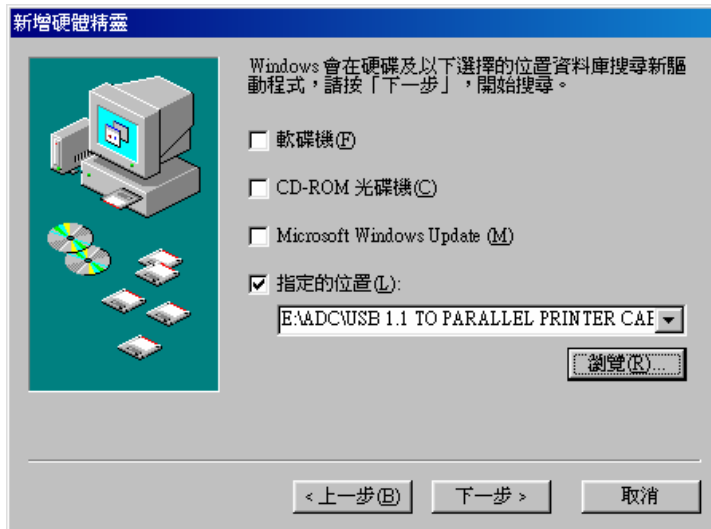 新增硬體精靈
Windows 會在硬碟及以下選擇的位置資料庫搜尋新驅
動程式，請按「下一步」，開始搜尋。
軟碟機(F)
CD-ROM 光碟機(C)
Microsoft Windows Update (M)
指定的位置(L):
E:\ADC\USB 1.1 TO PARALLEL PRINTER CAB
瀏覽(R)...
< 上一步(B)
下一步 >
取消